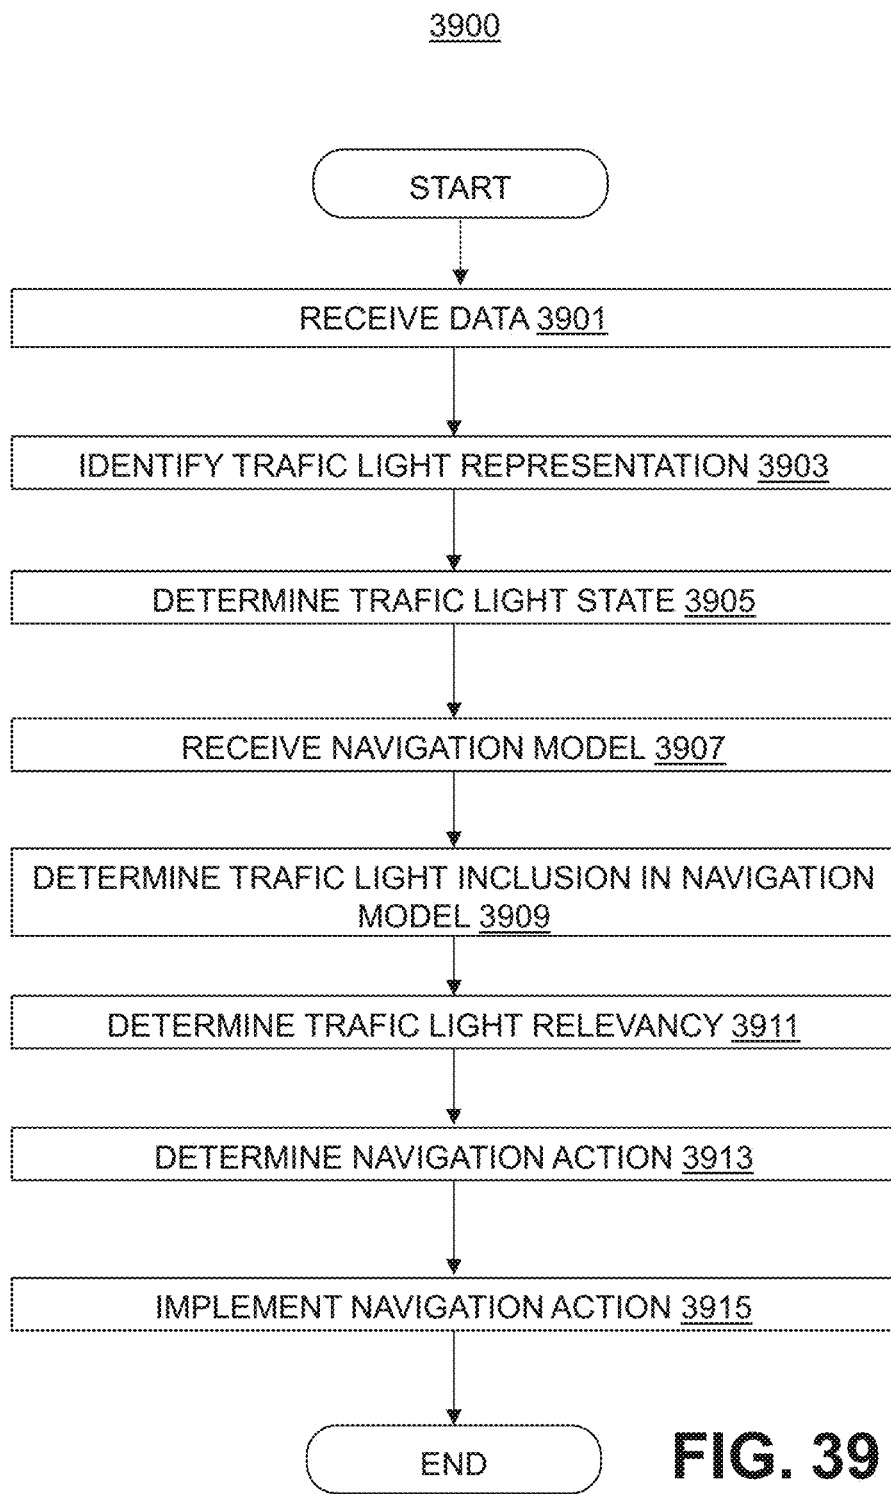 3900
START
RECEIVE DATA 3901
IDENTIFY TRAFIC LIGHT REPRESENTATION 3903
DETERMINE TRAFIC LIGHT STATE 3905
RECEIVE NAVIGATION MODEL 3907
DETERMINE TRAFIC LIGHT INCLUSION IN NAVIGATION
MODEL 3909
DETERMINE TRAFIC LIGHT RELEVANCY 3911
DETERMINE NAVIGATION ACTION 3913
IMPLEMENT NAVIGATION ACTION 3915
END
FIG. 39